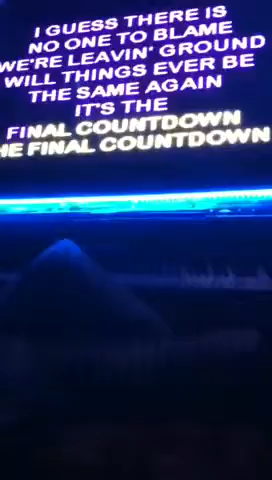 I GUESS THERE IS
NO ONE TO BLAME
WE'RE LEAVIN' GROUND
WILL THINGS EVER BE
THE SAME AGAIN
IT'S THE
FINAL COUNTDOWN
HE FINAL COUNTDOWN